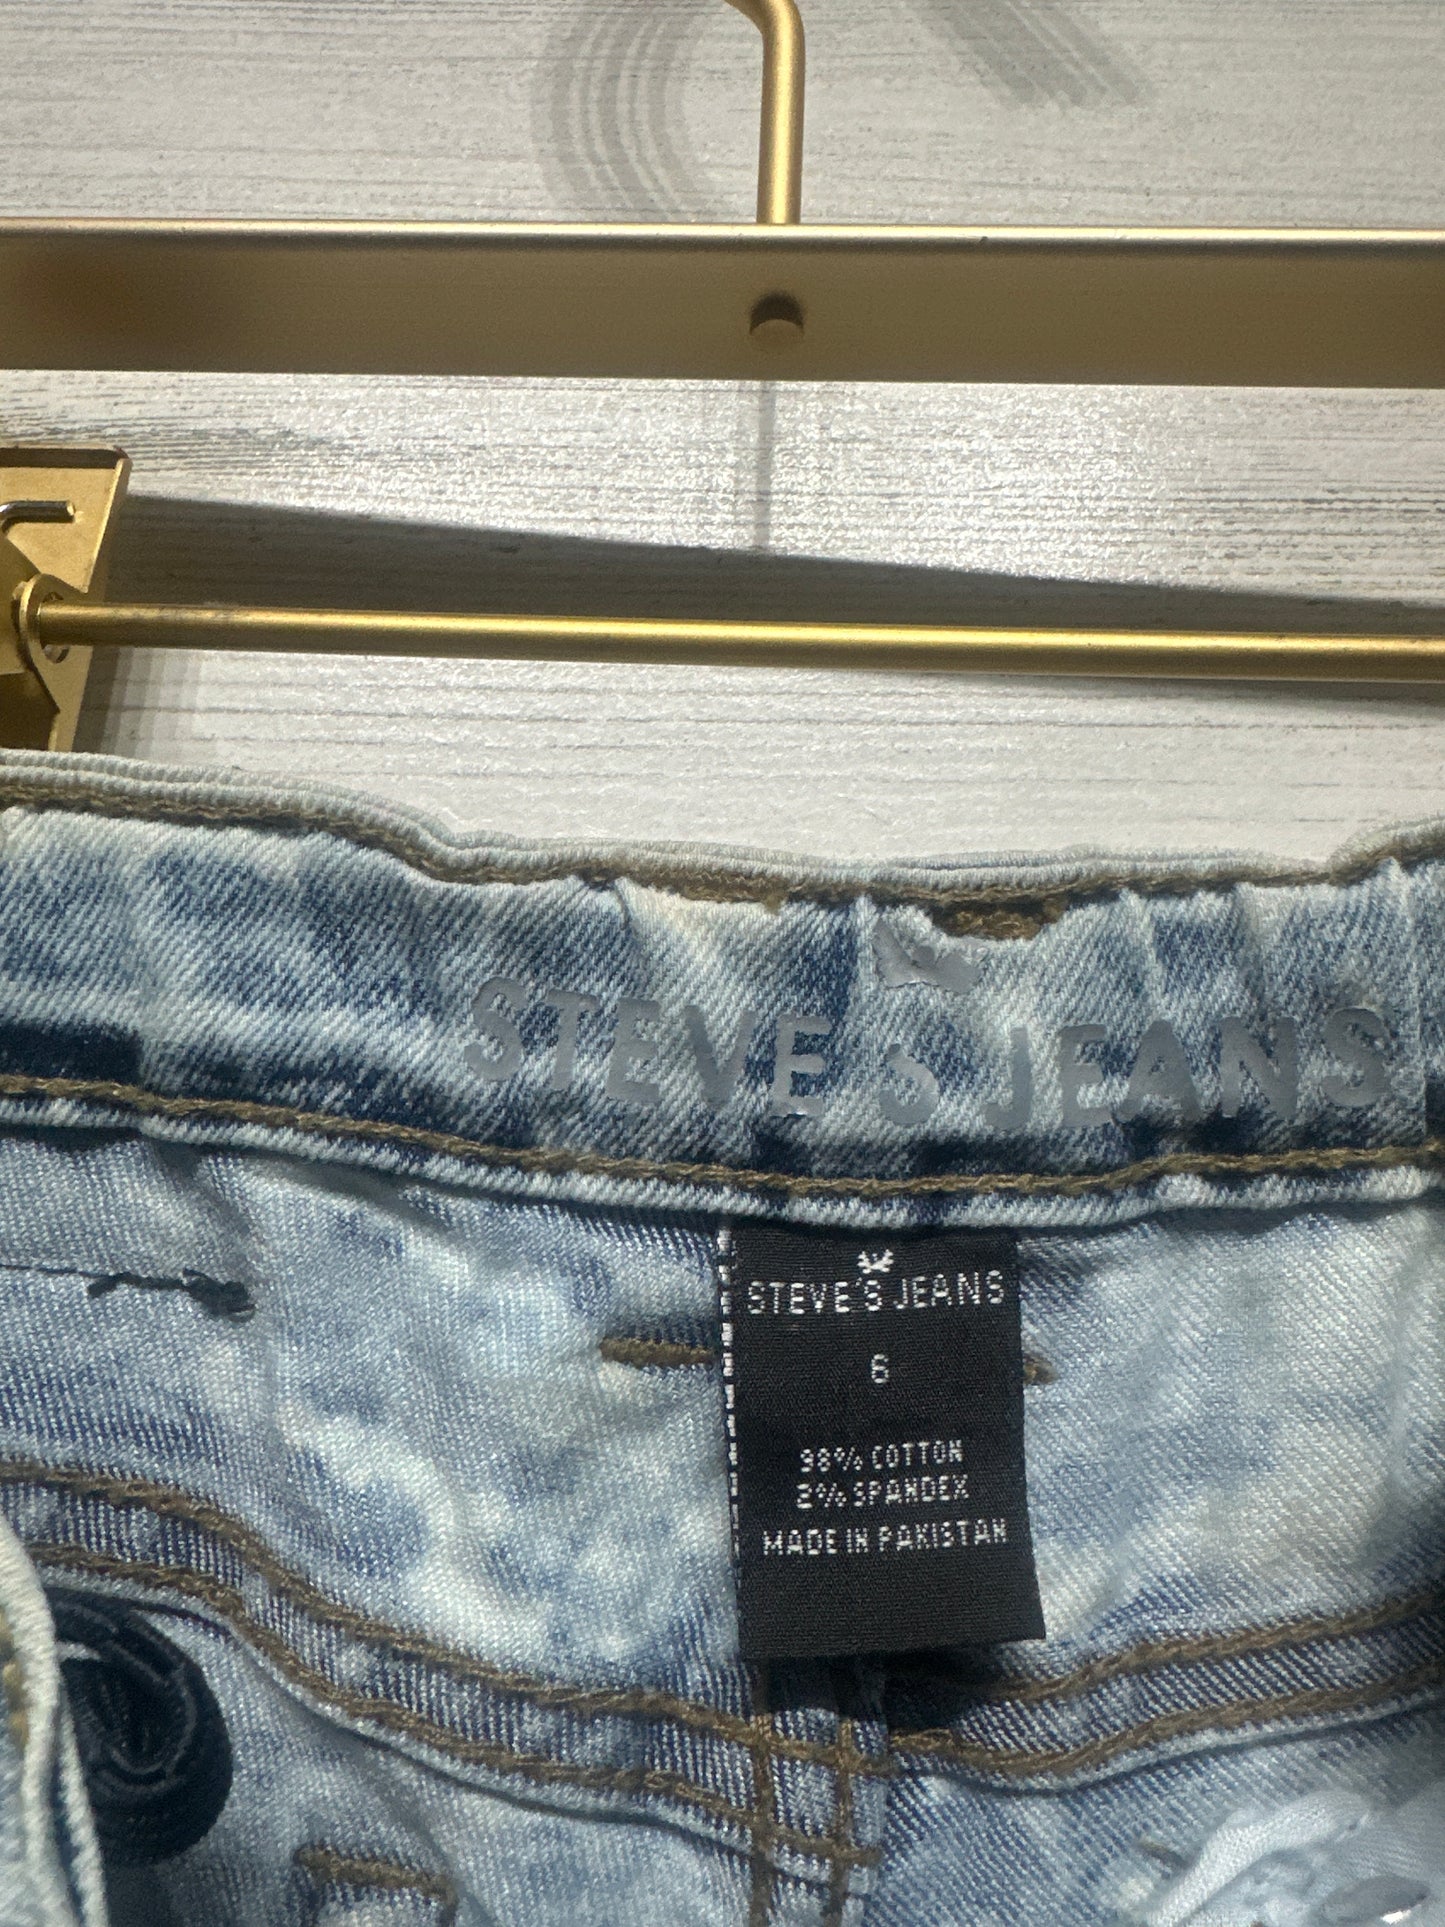 STEVE'S JEANS
STEVE'S JEANS
6
98% COTTON
2% SPANDEX
MADE IN PAKISTAN